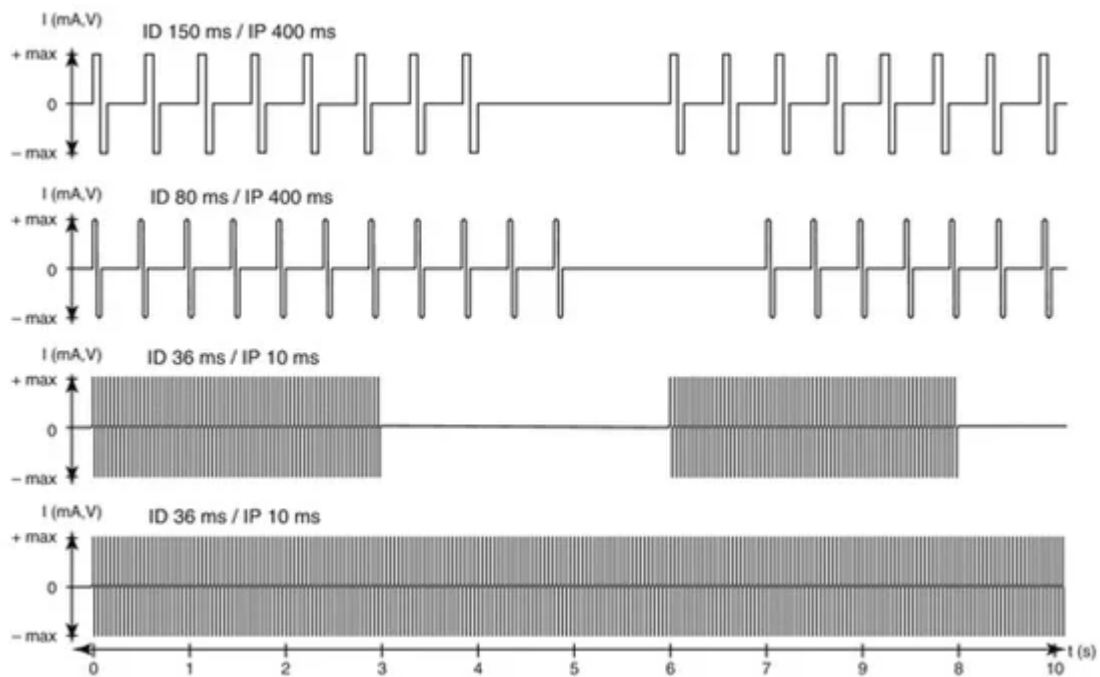 I (mA,V)
ID 150 ms / IP 400 ms
+ max
0
– max
I (mA,V)
ID 80 ms / IP 400 ms
+ max
0
– max
I (mA,V)
ID 36 ms / IP 10 ms
+ max
0
– max
I (mA,V)
ID 36 ms / IP 10 ms
+ max
0
– max
0 1 2 3 4 5 6 7 8 9 10 t (s)